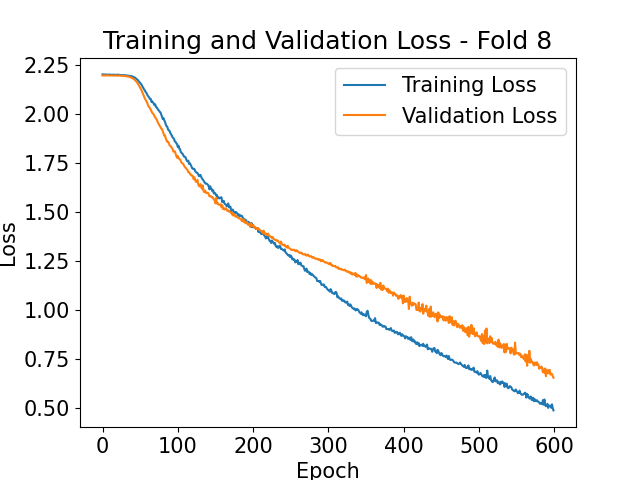 Training and Validation Loss - Fold 8
2.25
2.00
1.75
1.50
1.25
1.00
0.75
0.50
Loss
Training Loss
Validation Loss
0 100 200 300 400 500 600
Epoch